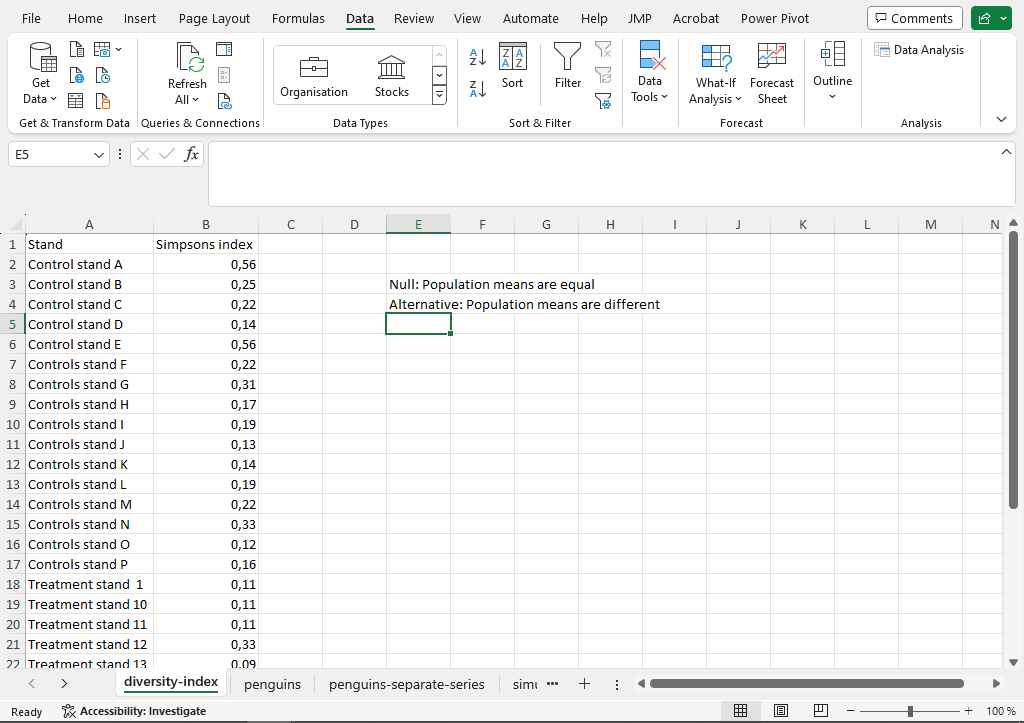 File Home Insert Page Layout Formulas Data Review View Automate Help JMP Acrobat Power Pivot Comments
Get Data
Refresh All
Organisation Stocks
Sort
Filter
Data Tools
What-If Analysis
Forecast Sheet
Outline
Data Analysis
Get & Transform Data Queries & Connections Data Types Sort & Filter Forecast Analysis
E5 fx
A B C D E F G H I J K L M N
1 Stand Simpsons index
2 Control stand A 0,56
3 Control stand B 0,25 Null: Population means are equal
4 Control stand C 0,22 Alternative: Population means are different
5 Control stand D 0,14
6 Control stand E 0,56
7 Controls stand F 0,22
8 Controls stand G 0,31
9 Controls stand H 0,17
10 Controls stand I 0,19
11 Controls stand J 0,13
12 Controls stand K 0,14
13 Controls stand L 0,19
14 Controls stand M 0,22
15 Controls stand N 0,33
16 Controls stand O 0,12
17 Controls stand P 0,16
18 Treatment stand 1 0,11
19 Treatment stand 10 0,11
20 Treatment stand 11 0,11
21 Treatment stand 12 0,33
22 Treatment stand 13 0,09
diversity-index penguins penguins-separate-series simu
Ready Accessibility: Investigate 100 %